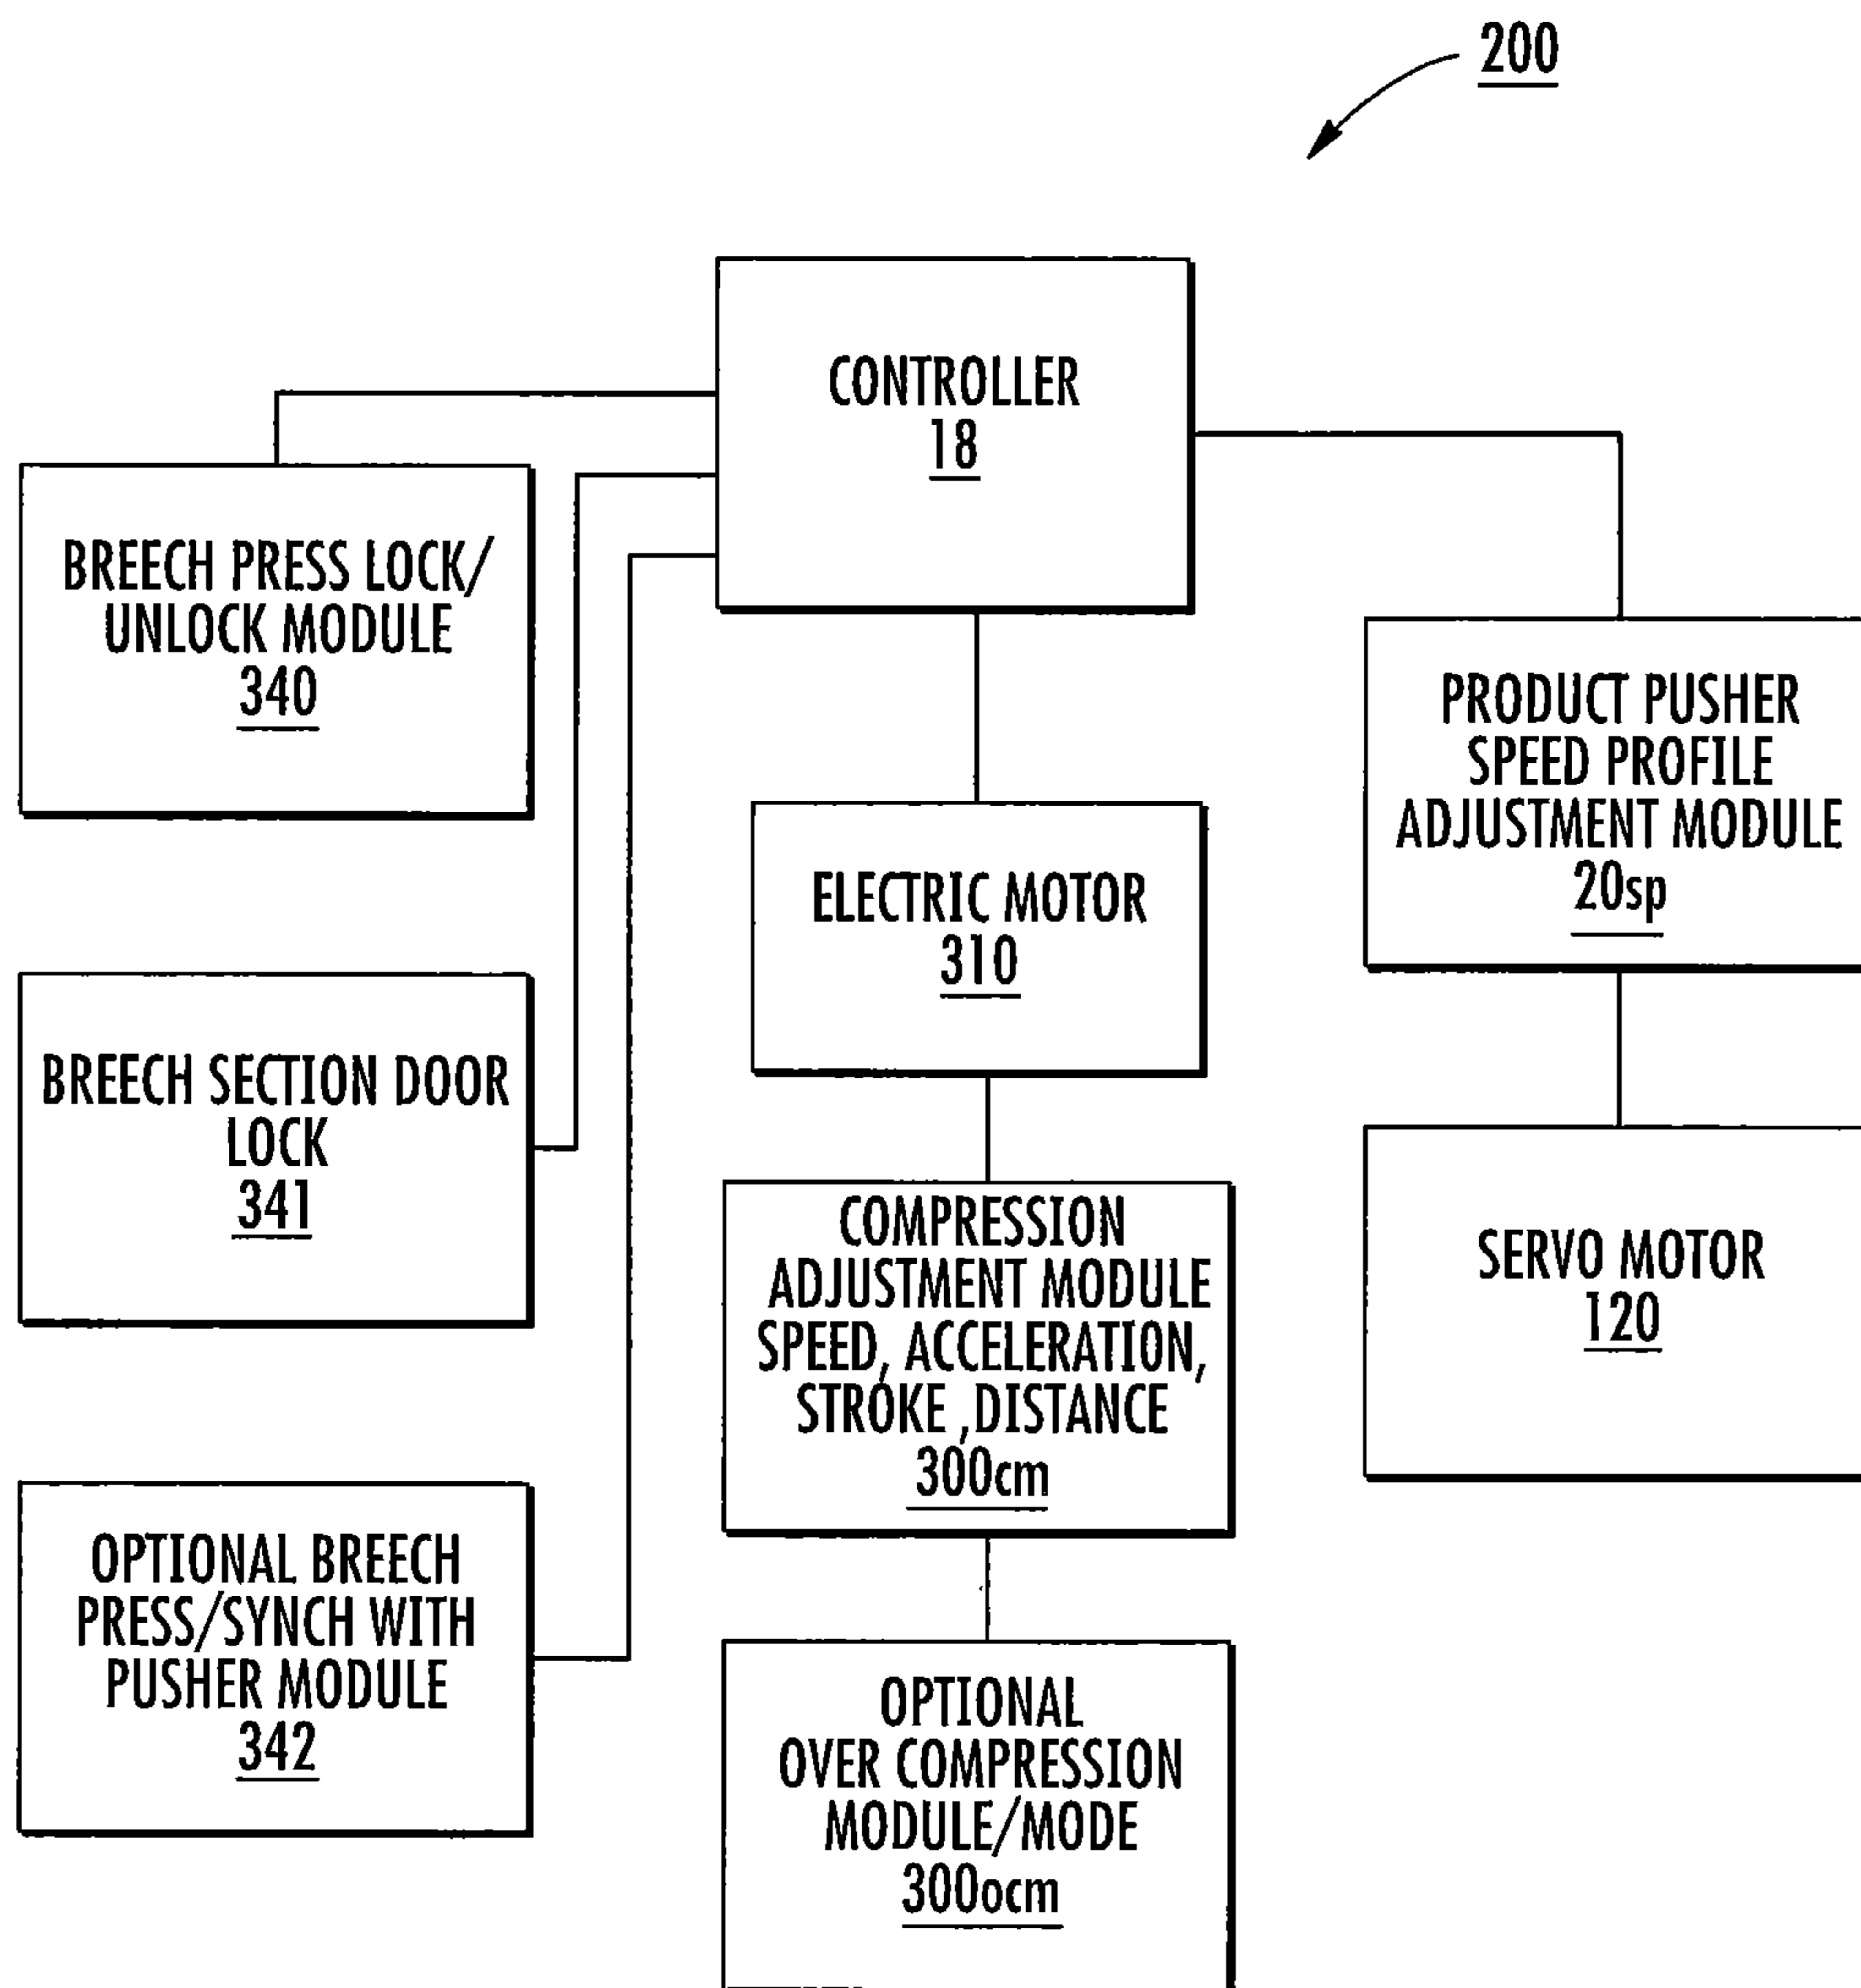 200
CONTROLLER
18
BREECH PRESS LOCK/
UNLOCK MODULE
340
BREECH SECTION DOOR
LOCK
341
OPTIONAL BREECH
PRESS/SYNCH WITH
PUSHER MODULE
342
ELECTRIC MOTOR
310
COMPRESSION
ADJUSTMENT MODULE
SPEED, ACCELERATION,
STROKE ,DISTANCE
300cm
OPTIONAL
OVER COMPRESSION
MODULE/MODE
300ocm
PRODUCT PUSHER
SPEED PROFILE
ADJUSTMENT MODULE
20sp
SERVO MOTOR
120